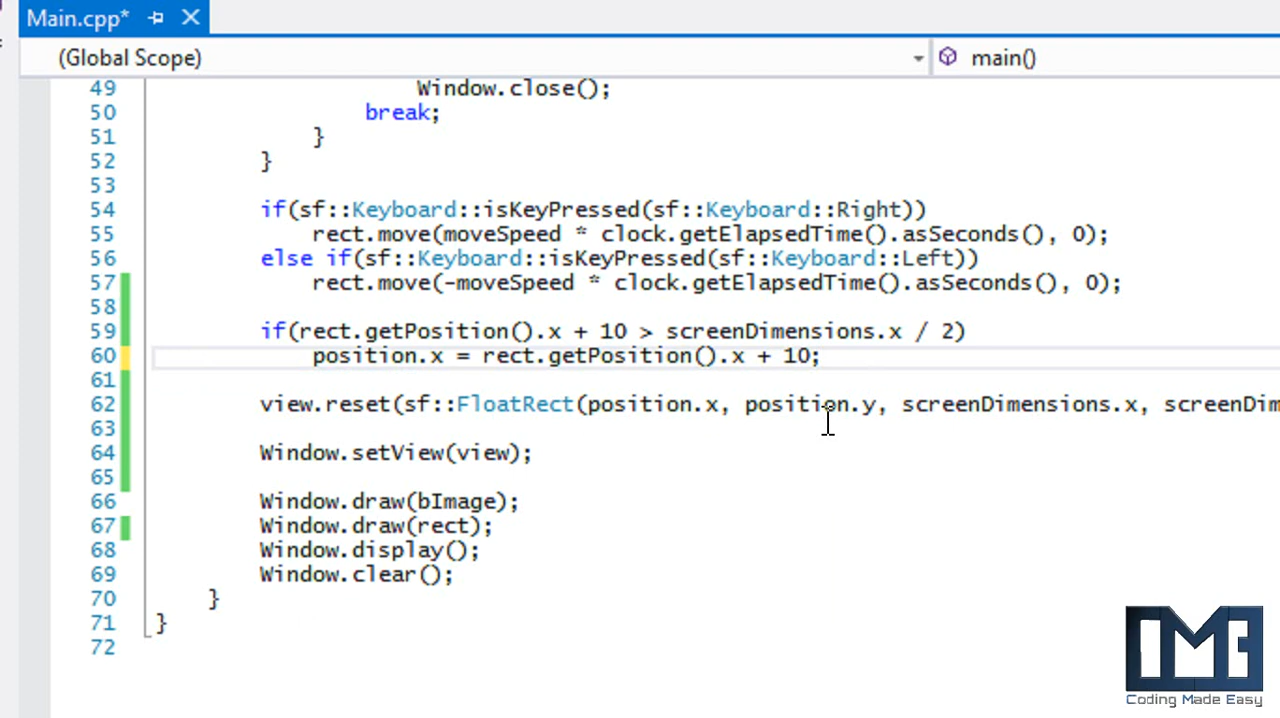 Main.cpp*
(Global Scope) main()
49 Window.close();
50 break;
51 }
52 }
53
54 if(sf::Keyboard::isKeyPressed(sf::Keyboard::Right))
55 rect.move(moveSpeed * clock.getElapsedTime().asSeconds(), 0);
56 else if(sf::Keyboard::isKeyPressed(sf::Keyboard::Left))
57 rect.move(-moveSpeed * clock.getElapsedTime().asSeconds(), 0);
58
59 if(rect.getPosition().x + 10 > screenDimensions.x / 2)
60 position.x = rect.getPosition().x + 10;
61
62 view.reset(sf::FloatRect(position.x, position.y, screenDimensions.x, screenDim
63
64 Window.setView(view);
65
66 Window.draw(bImage);
67 Window.draw(rect);
68 Window.display();
69 Window.clear();
70 }
71 }
72
CME
Coding Made Easy